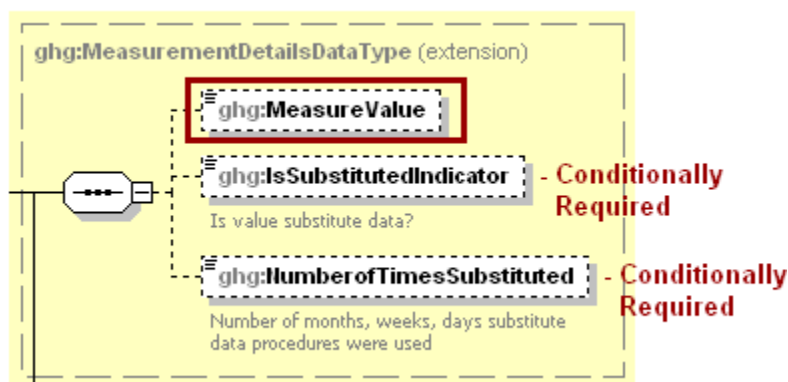 ghg:MeasurementDetailsDataType (extension)
ghg:MeasureValue
ghg:IsSubstitutedIndicator
- Conditionally
Required
Is value substitute data?
ghg:NumberofTimesSubstituted
- Conditionally
Required
Number of months, weeks, days substitute
data procedures were used